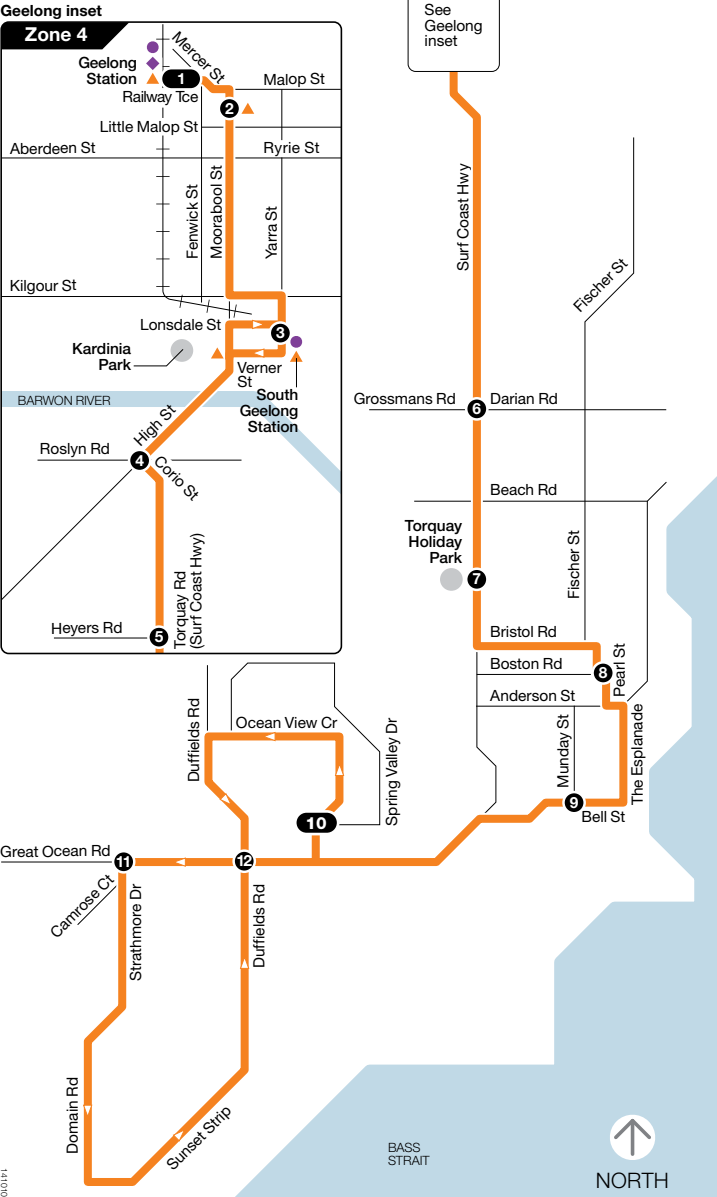 Geelong inset
Zone 4
Mercer St
Geelong
Station
1
Malop St
Railway Tce
2
Little Malop St
Aberdeen St
Ryrie St
Fenwick St
Moorabool St
Yarra St
Kilgour St
Lonsdale St
3
Kardinia
Park
Verner
St
South
Geelong
Station
BARWON RIVER
High St
Roslyn Rd
4
Corio St
Torquay Rd
(Surf Coast Hwy)
Heyers Rd
5
See
Geelong
inset
Surf Coast Hwy
Fischer St
Grossmans Rd
6
Darian Rd
Beach Rd
Torquay
Holiday
Park
7
Fischer St
Bristol Rd
Boston Rd
8
Pearl St
Anderson St
Munday St
The Esplanade
9
Bell St
Duffields Rd
Ocean View Cr
Spring Valley Dr
10
Great Ocean Rd
11
12
Camrose Ct
Strathmore Dr
Duffields Rd
Domain Rd
Sunset Strip
BASS
STRAIT
NORTH
141010